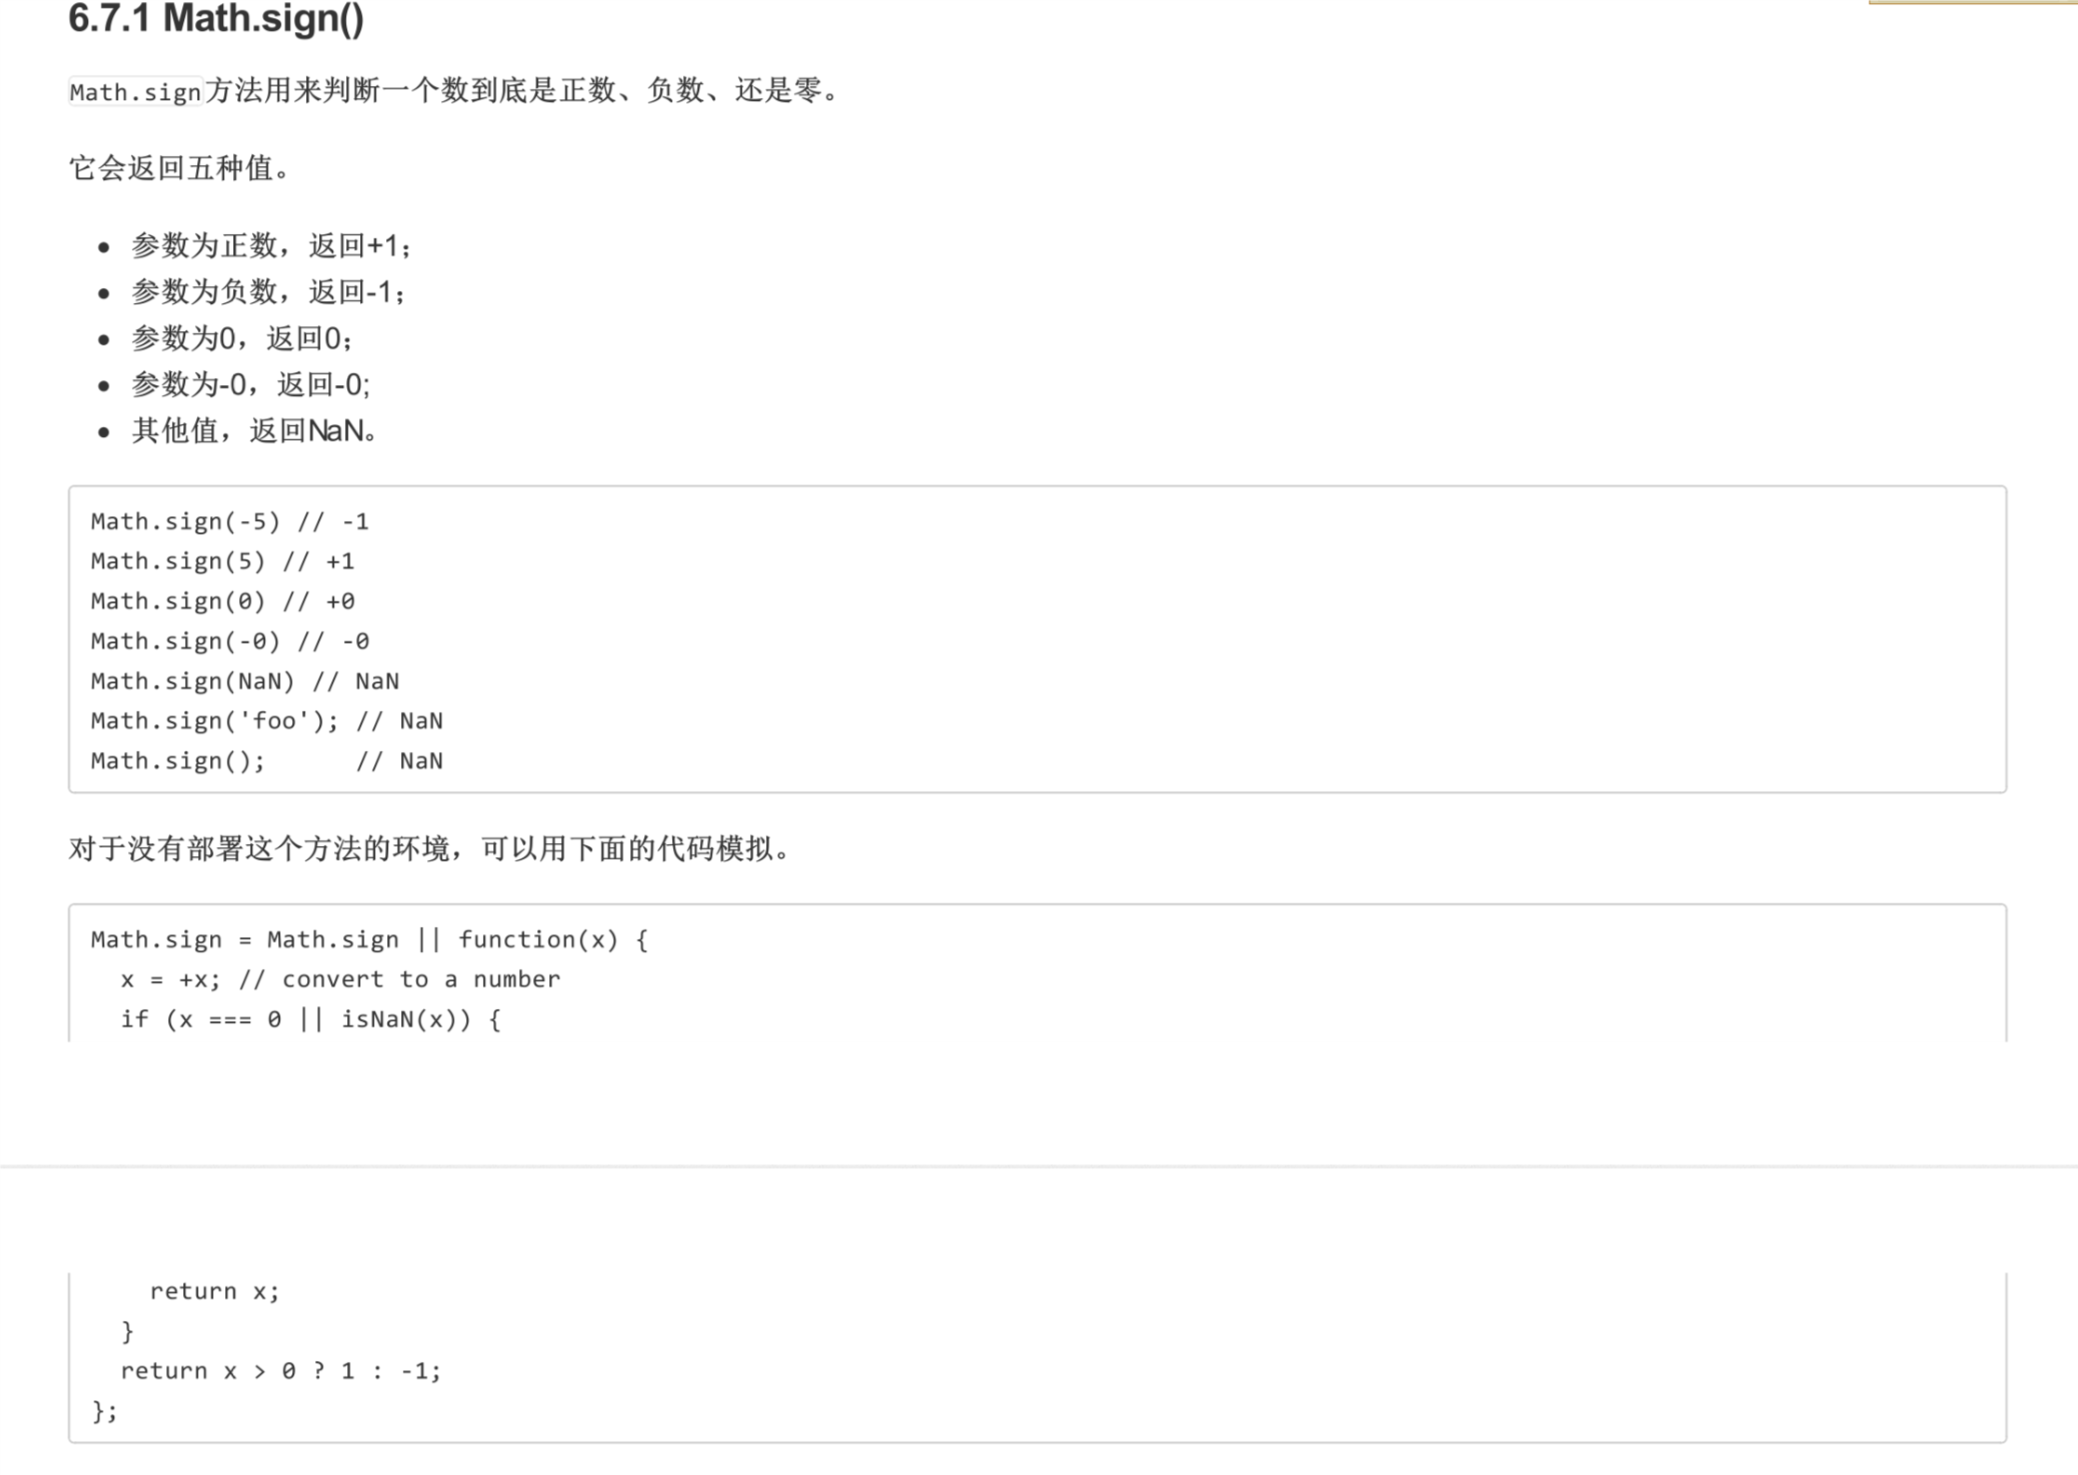 6.7.1 Math.sign()
Math.sign方法用来判断一个数到底是正数、负数、还是零。
它会返回五种值。
• 参数为正数，返回+1；
• 参数为负数，返回-1；
• 参数为0，返回0；
• 参数为-0，返回-0;
• 其他值，返回NaN。
Math.sign(-5) // -1
Math.sign(5) // +1
Math.sign(0) // +0
Math.sign(-0) // -0
Math.sign(NaN) // NaN
Math.sign('foo'); // NaN
Math.sign();      // NaN
对于没有部署这个方法的环境，可以用下面的代码模拟。
Math.sign = Math.sign || function(x) {
  x = +x; // convert to a number
  if (x === 0 || isNaN(x)) {
    return x;
  }
  return x > 0 ? 1 : -1;
};